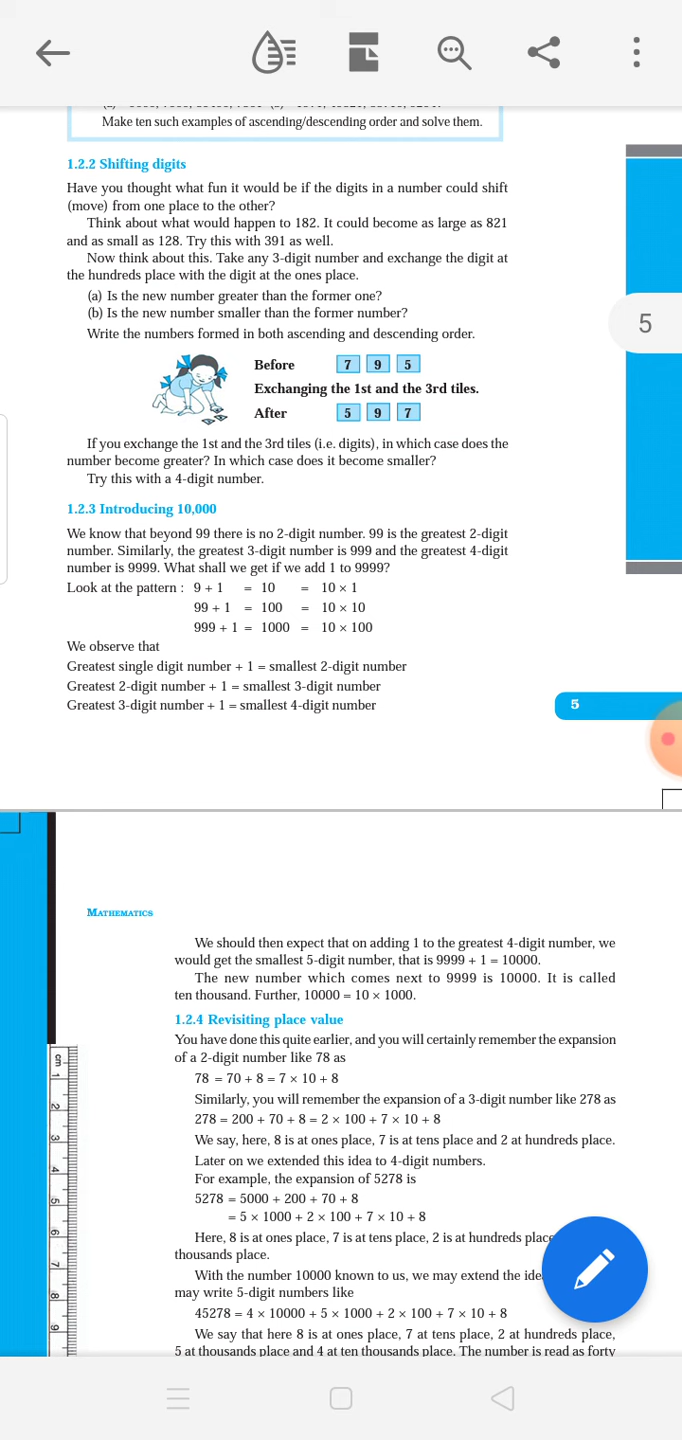 Make ten such examples of ascending/descending order and solve them.
1.2.2 Shifting digits
Have you thought what fun it would be if the digits in a number could shift
(move) from one place to the other?
Think about what would happen to 182. It could become as large as 821
and as small as 128. Try this with 391 as well.
Now think about this. Take any 3-digit number and exchange the digit at
the hundreds place with the digit at the ones place.
(a) Is the new number greater than the former one?
(b) Is the new number smaller than the former number?
Write the numbers formed in both ascending and descending order.
Before 7 9 5
Exchanging the 1st and the 3rd tiles.
After 5 9 7
If you exchange the 1st and the 3rd tiles (i.e. digits), in which case does the
number become greater? In which case does it become smaller?
Try this with a 4-digit number.
1.2.3 Introducing 10,000
We know that beyond 99 there is no 2-digit number. 99 is the greatest 2-digit
number. Similarly, the greatest 3-digit number is 999 and the greatest 4-digit
number is 9999. What shall we get if we add 1 to 9999?
Look at the pattern : 9 + 1 = 10 = 10 × 1
99 + 1 = 100 = 10 × 10
999 + 1 = 1000 = 10 × 100
We observe that
Greatest single digit number + 1 = smallest 2-digit number
Greatest 2-digit number + 1 = smallest 3-digit number
Greatest 3-digit number + 1 = smallest 4-digit number
5
5
MATHEMATICS
We should then expect that on adding 1 to the greatest 4-digit number, we
would get the smallest 5-digit number, that is 9999 + 1 = 10000.
The new number which comes next to 9999 is 10000. It is called
ten thousand. Further, 10000 = 10 × 1000.
1.2.4 Revisiting place value
You have done this quite earlier, and you will certainly remember the expansion
of a 2-digit number like 78 as
78 = 70 + 8 = 7 × 10 + 8
Similarly, you will remember the expansion of a 3-digit number like 278 as
278 = 200 + 70 + 8 = 2 × 100 + 7 × 10 + 8
We say, here, 8 is at ones place, 7 is at tens place and 2 at hundreds place.
Later on we extended this idea to 4-digit numbers.
For example, the expansion of 5278 is
5278 = 5000 + 200 + 70 + 8
= 5 × 1000 + 2 × 100 + 7 × 10 + 8
Here, 8 is at ones place, 7 is at tens place, 2 is at hundreds place
thousands place.
With the number 10000 known to us, we may extend the
may write 5-digit numbers like
45278 = 4 × 10000 + 5 × 1000 + 2 × 100 + 7 × 10 + 8
We say that here 8 is at ones place, 7 at tens place, 2 at hundreds place,
5 at thousands place and 4 at ten thousands place. The number is read as forty
cm
1
2
3
4
5
6
7
8
9